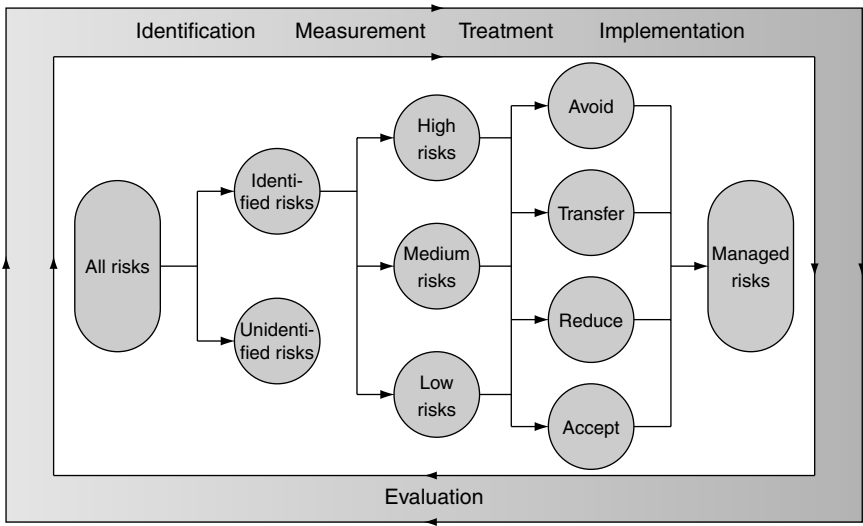 Identification Measurement Treatment Implementation
All risks
Identi-
fied risks
Unidenti-
fied risks
High
risks
Medium
risks
Low
risks
Avoid
Transfer
Reduce
Accept
Managed
risks
Evaluation